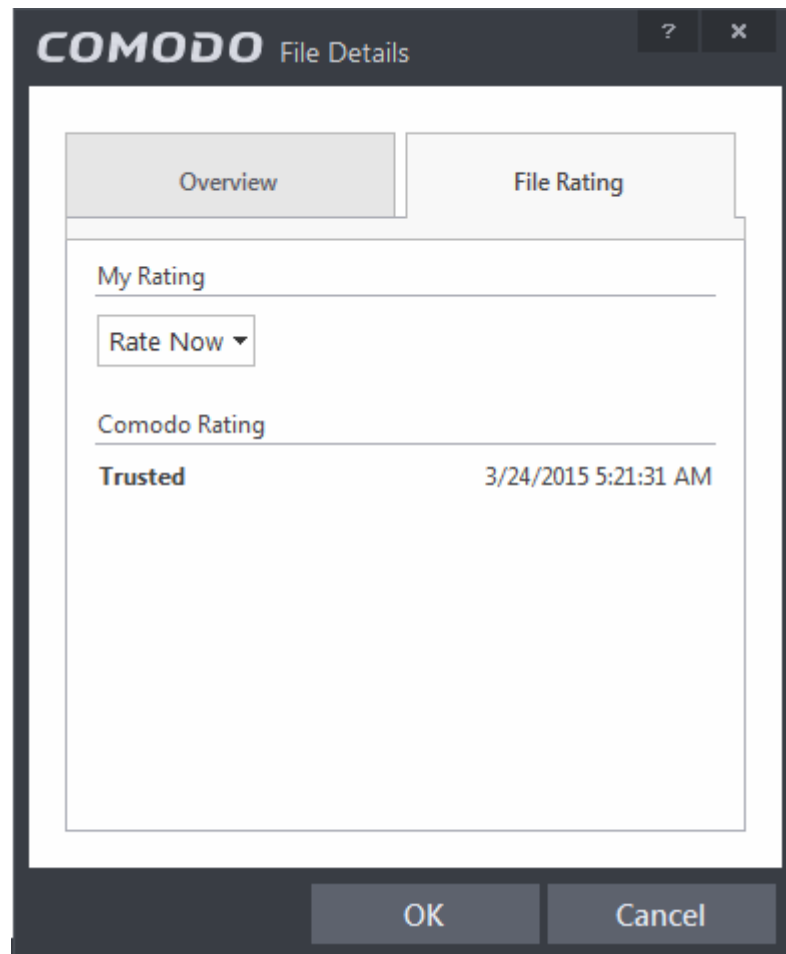 COMODO File Details ? ×
Overview File Rating
My Rating
Rate Now
Comodo Rating
Trusted 3/24/2015 5:21:31 AM
OK Cancel